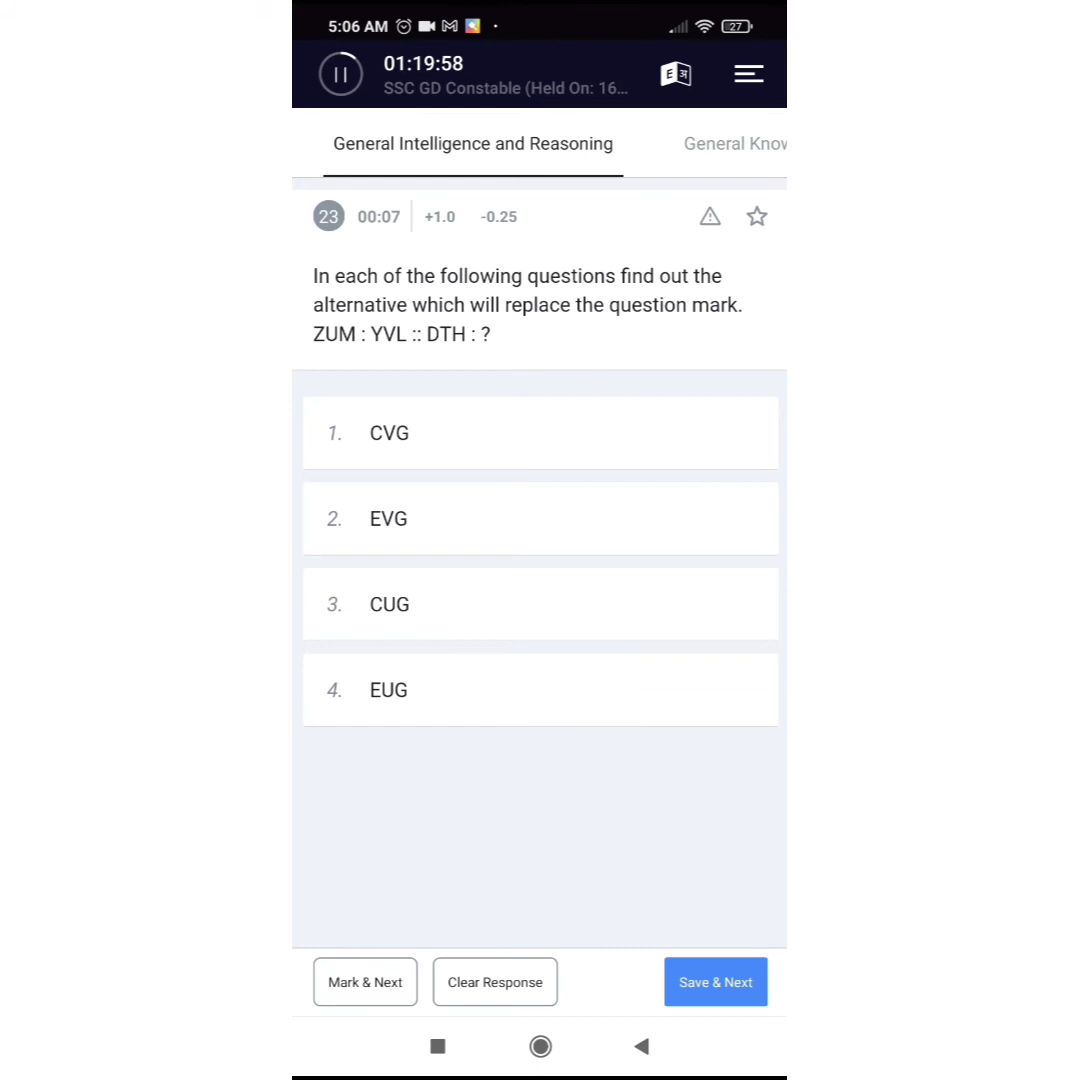 5:06 AM
27
01:19:58
SSC GD Constable (Held On: 16...
E अ
General Intelligence and Reasoning
General Know
23 00:07 +1.0 -0.25
In each of the following questions find out the
alternative which will replace the question mark.
ZUM : YVL :: DTH : ?
1. CVG
2. EVG
3. CUG
4. EUG
Mark & Next
Clear Response
Save & Next